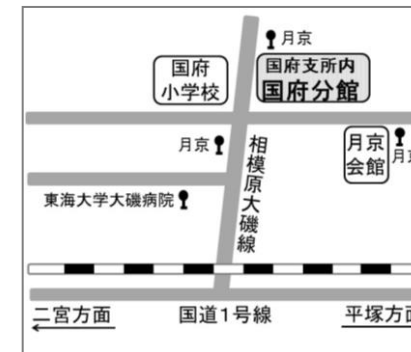 月京
国府
小学校
国府支所内
国府分館
月京
月京
会館
月
東海大学大磯病院
相模原大磯線
二宮方面
国道1号線
平塚方